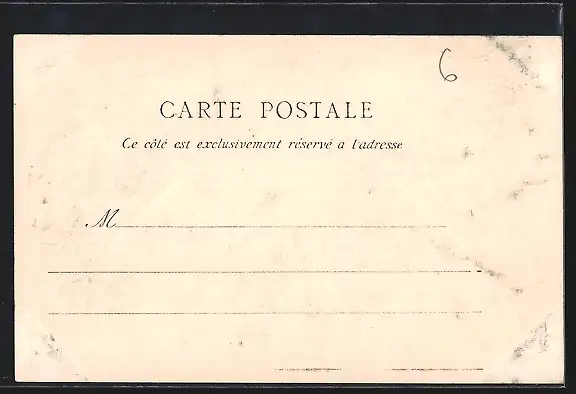 6
CARTE POSTALE
Ce côté est exclusivement réservé a l'adresse
M